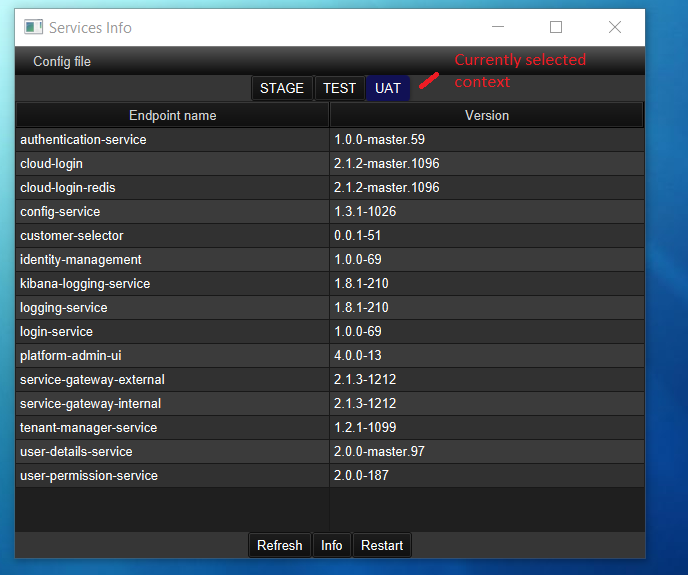 Services Info
Config file
Currently selected
context
STAGE TEST UAT
Endpoint name Version
authentication-service 1.0.0-master.59
cloud-login 2.1.2-master.1096
cloud-login-redis 2.1.2-master.1096
config-service 1.3.1-1026
customer-selector 0.0.1-51
identity-management 1.0.0-69
kibana-logging-service 1.8.1-210
logging-service 1.8.1-210
login-service 1.0.0-69
platform-admin-ui 4.0.0-13
service-gateway-external 2.1.3-1212
service-gateway-internal 2.1.3-1212
tenant-manager-service 1.2.1-1099
user-details-service 2.0.0-master.97
user-permission-service 2.0.0-187
Refresh Info Restart